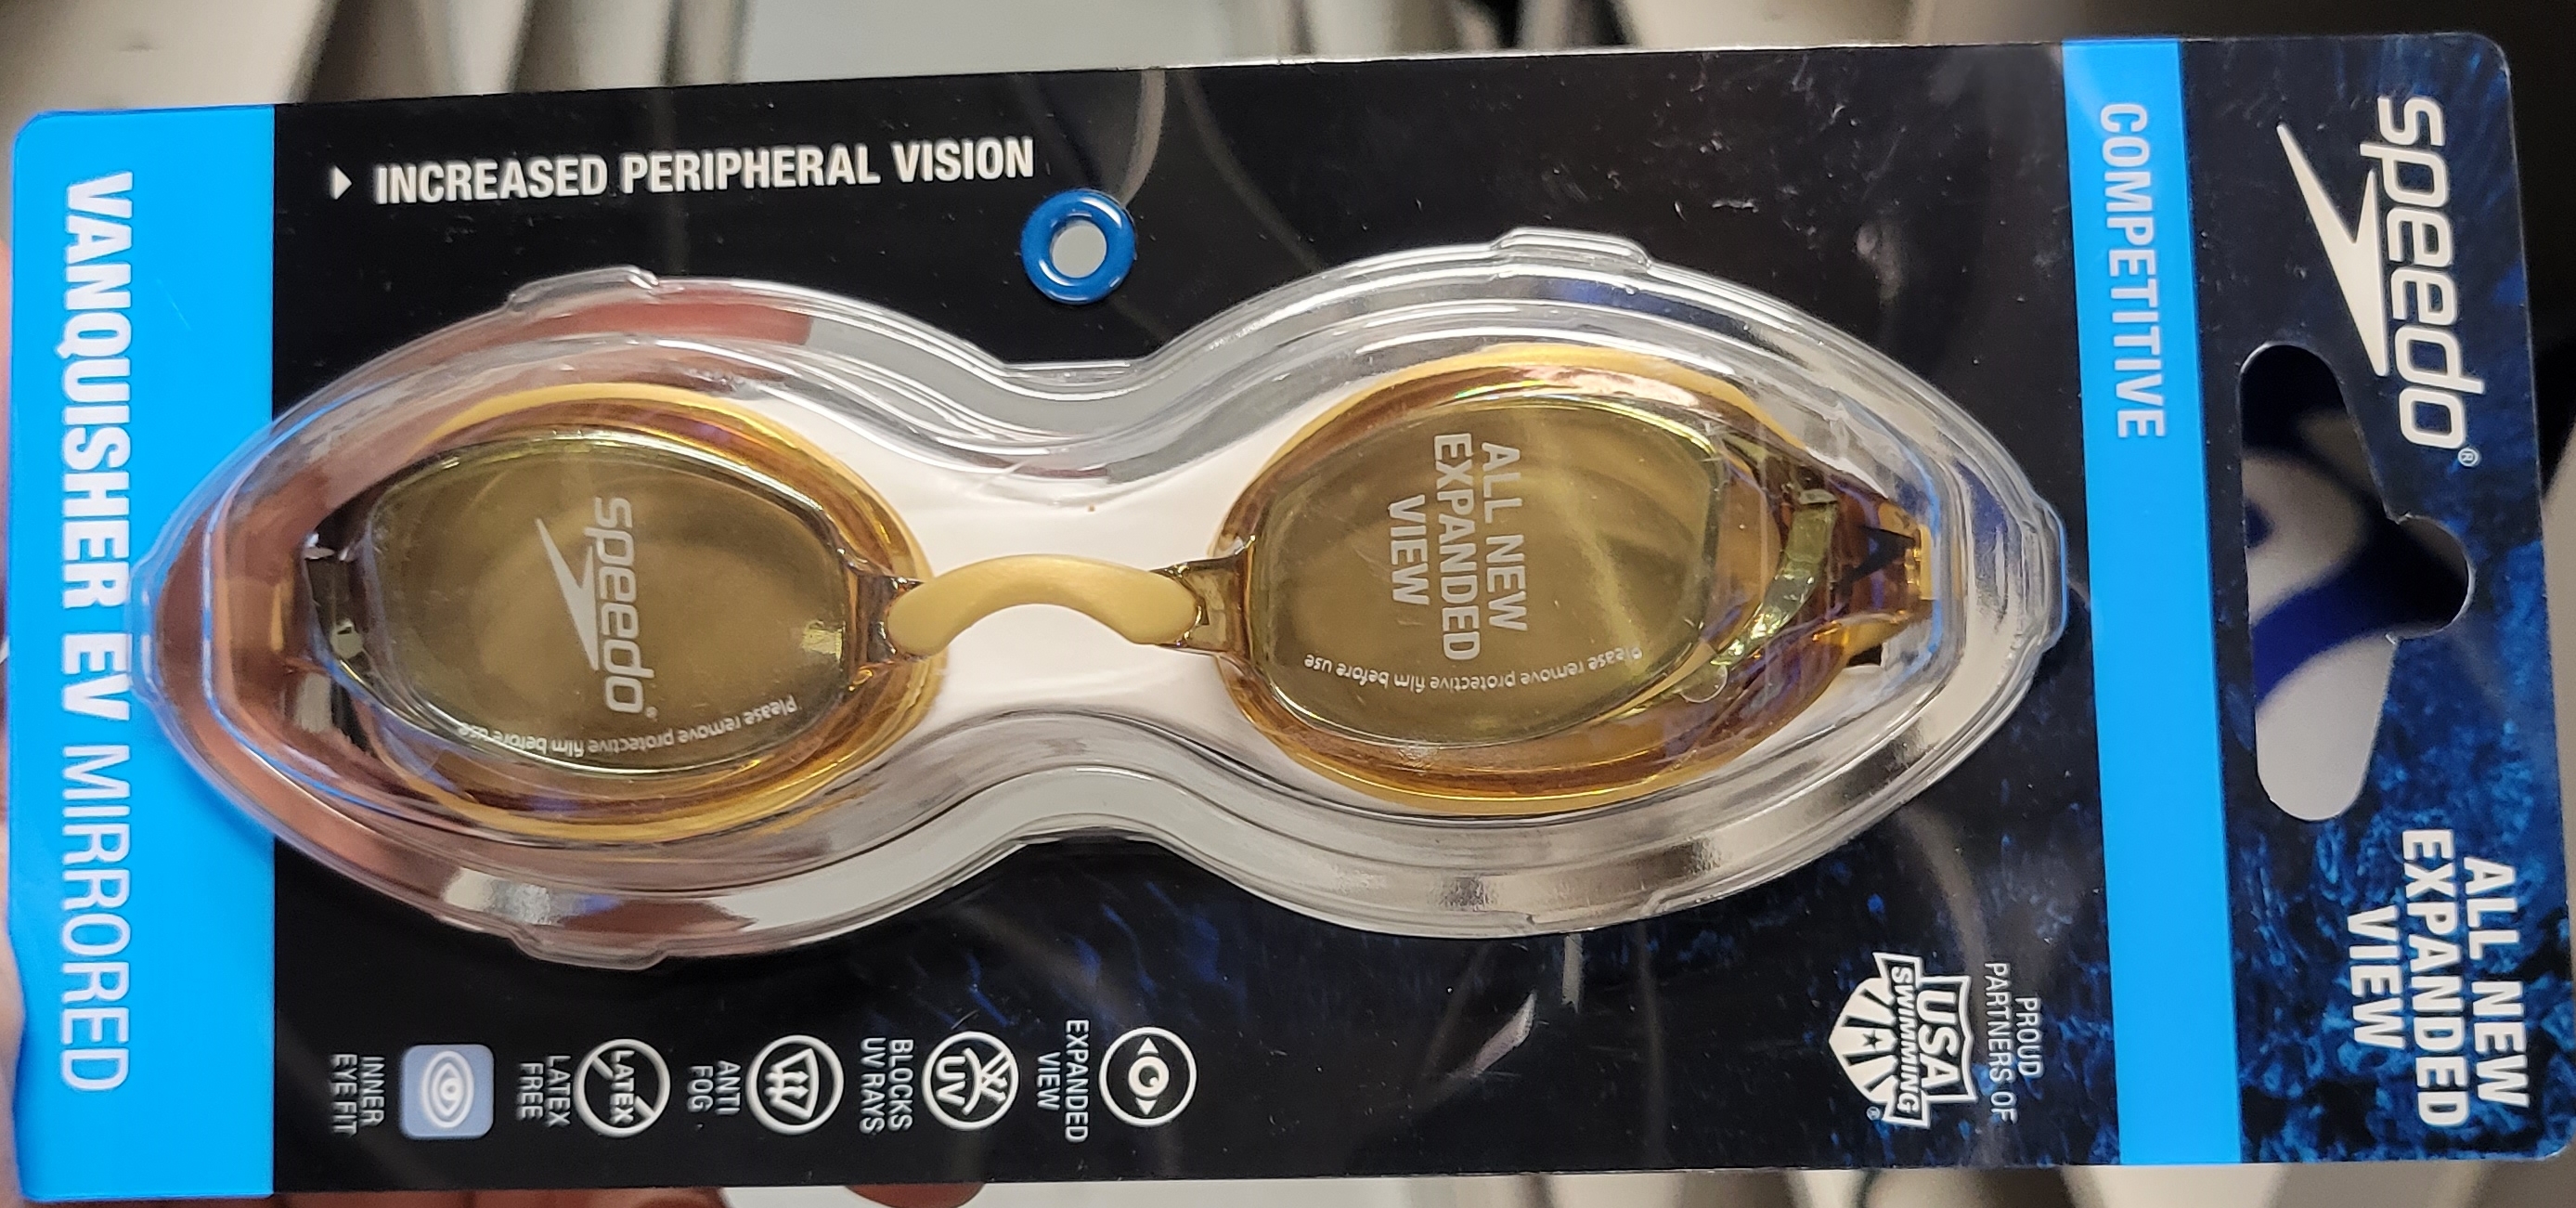 speedo®
ALL NEW
EXPANDED
VIEW
COMPETITIVE
PROUD
PARTNERS OF
USA
SWIMMING®
ALL NEW
EXPANDED
VIEW
Please remove protective film before use
speedo®
Please remove protective film before use
INCREASED PERIPHERAL VISION
EXPANDED
VIEW
UV
BLOCKS
UV RAYS
ANTI
FOG
LATEX
LATEX
FREE
INNER
EYE FIT
VANQUISHER EV MIRRORED